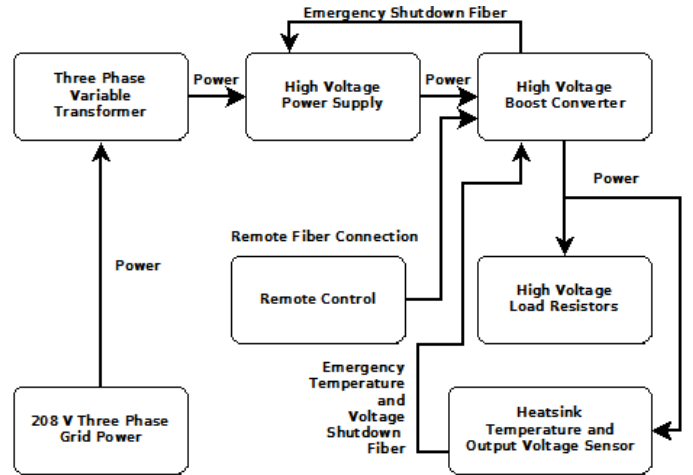 Emergency Shutdown Fiber
Three Phase
Variable
Transformer
Power
High Voltage
Power Supply
Power
High Voltage
Boost Converter
Power
Remote Fiber Connection
Power
Remote Control
High Voltage
Load Resistors
Emergency
Temperature
and
Voltage
Shutdown
Fiber
208 V Three Phase
Grid Power
Heatsink
Temperature and
Output Voltage Sensor